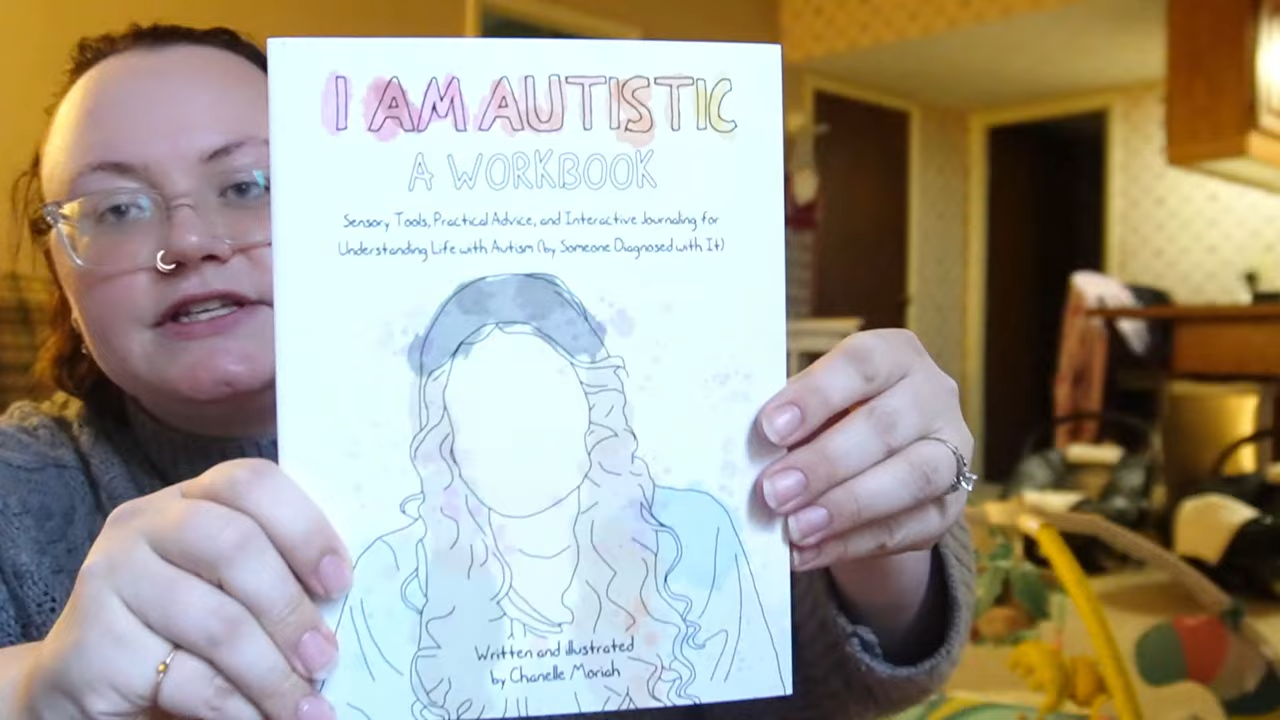 I AM AUTISTIC
A WORKBOOK
Sensory Tools, Practical Advice, and Interactive Journaling for
Understanding Life with Autism (by Someone Diagnosed with It)
Written and illustrated
by Chanelle Moriah